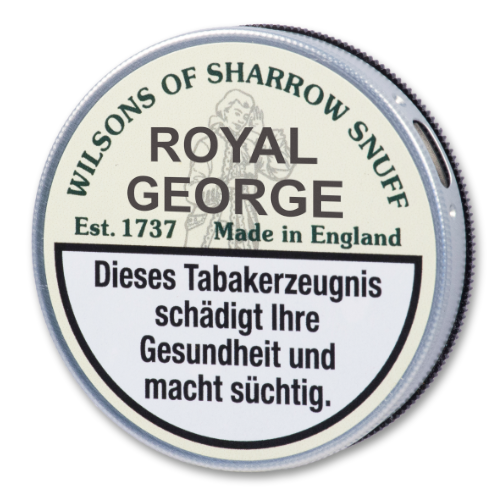 WILSONS OF SHARROW SNUFF
ROYAL
GEORGE
Est. 1737 Made in England
Dieses Tabakerzeugnis
schädigt Ihre
Gesundheit und
macht süchtig.